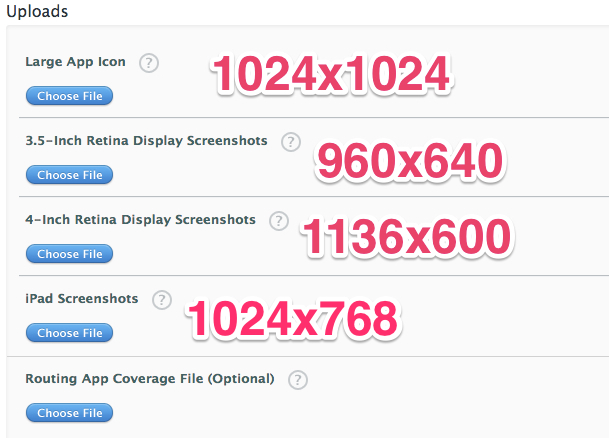 Uploads
Large App Icon ? 1024x1024
Choose File
3.5-Inch Retina Display Screenshots ? 960x640
Choose File
4-Inch Retina Display Screenshots ? 1136x600
Choose File
iPad Screenshots ? 1024x768
Choose File
Routing App Coverage File (Optional) ?
Choose File